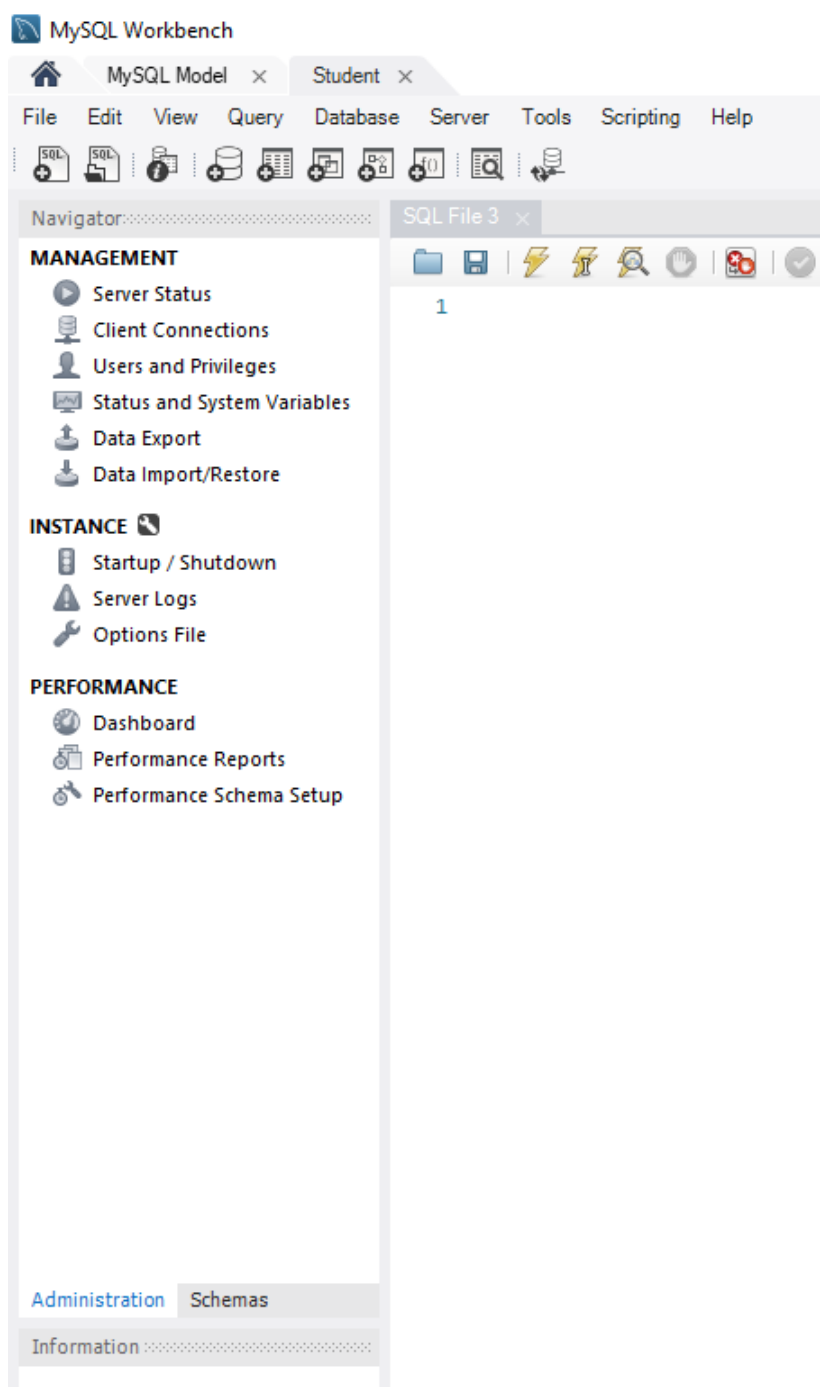 MySQL Workbench
MySQL Model Student
File Edit View Query Database Server Tools Scripting Help
SQL SQL f()
Navigator SQL File 3
MANAGEMENT
Server Status
1
Client Connections
Users and Privileges
Status and System Variables
Data Export
Data Import/Restore
INSTANCE
Startup / Shutdown
Server Logs
Options File
PERFORMANCE
Dashboard
Performance Reports
Performance Schema Setup
Administration Schemas
Information